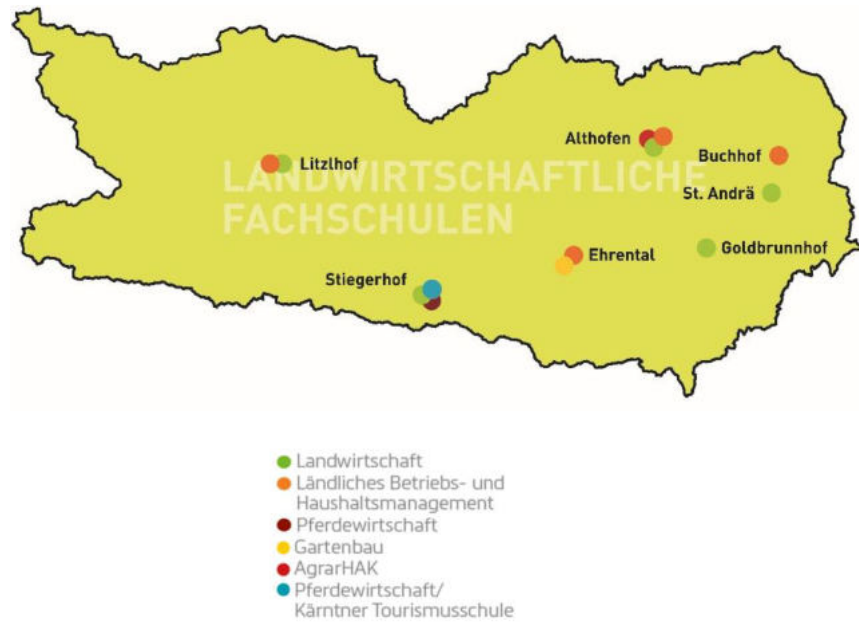 Althofen
Buchhof
Litzlhof
LANDWIRTSCHAFTLICHE
FACHSCHULEN
St. Andrä
Ehrental
Goldbrunnhof
Stiegerhof
Landwirtschaft
Ländliches Betriebs- und
Haushaltsmanagement
Pferdewirtschaft
Gartenbau
AgrarHAK
Pferdewirtschaft/
Kärntner Tourismusschule